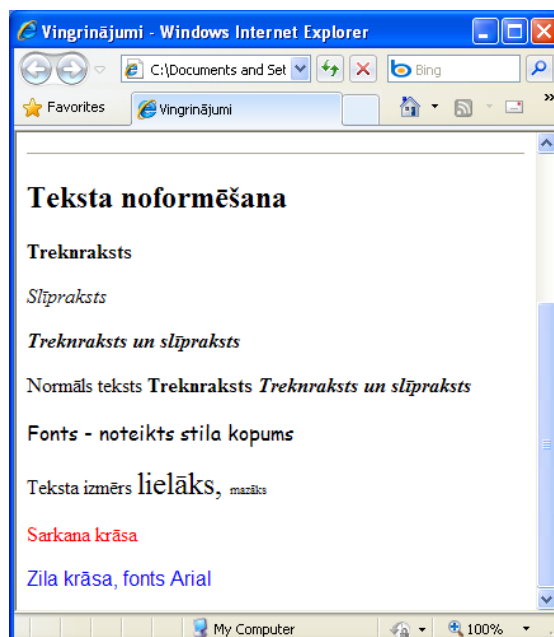 Vingrinājumi - Windows Internet Explorer
C:\Documents and Set
Bing
Favorites
Vingrinājumi
»
Teksta noformēšana
Treknraksts
Slīpraksts
Treknraksts un slīpraksts
Normāls teksts Treknraksts Treknraksts un slīpraksts
Fonts - noteikts stila kopums
Teksta izmērs lielāks, mazāks
Sarkana krāsa
Zila krāsa, fonts Arial
My Computer 100%